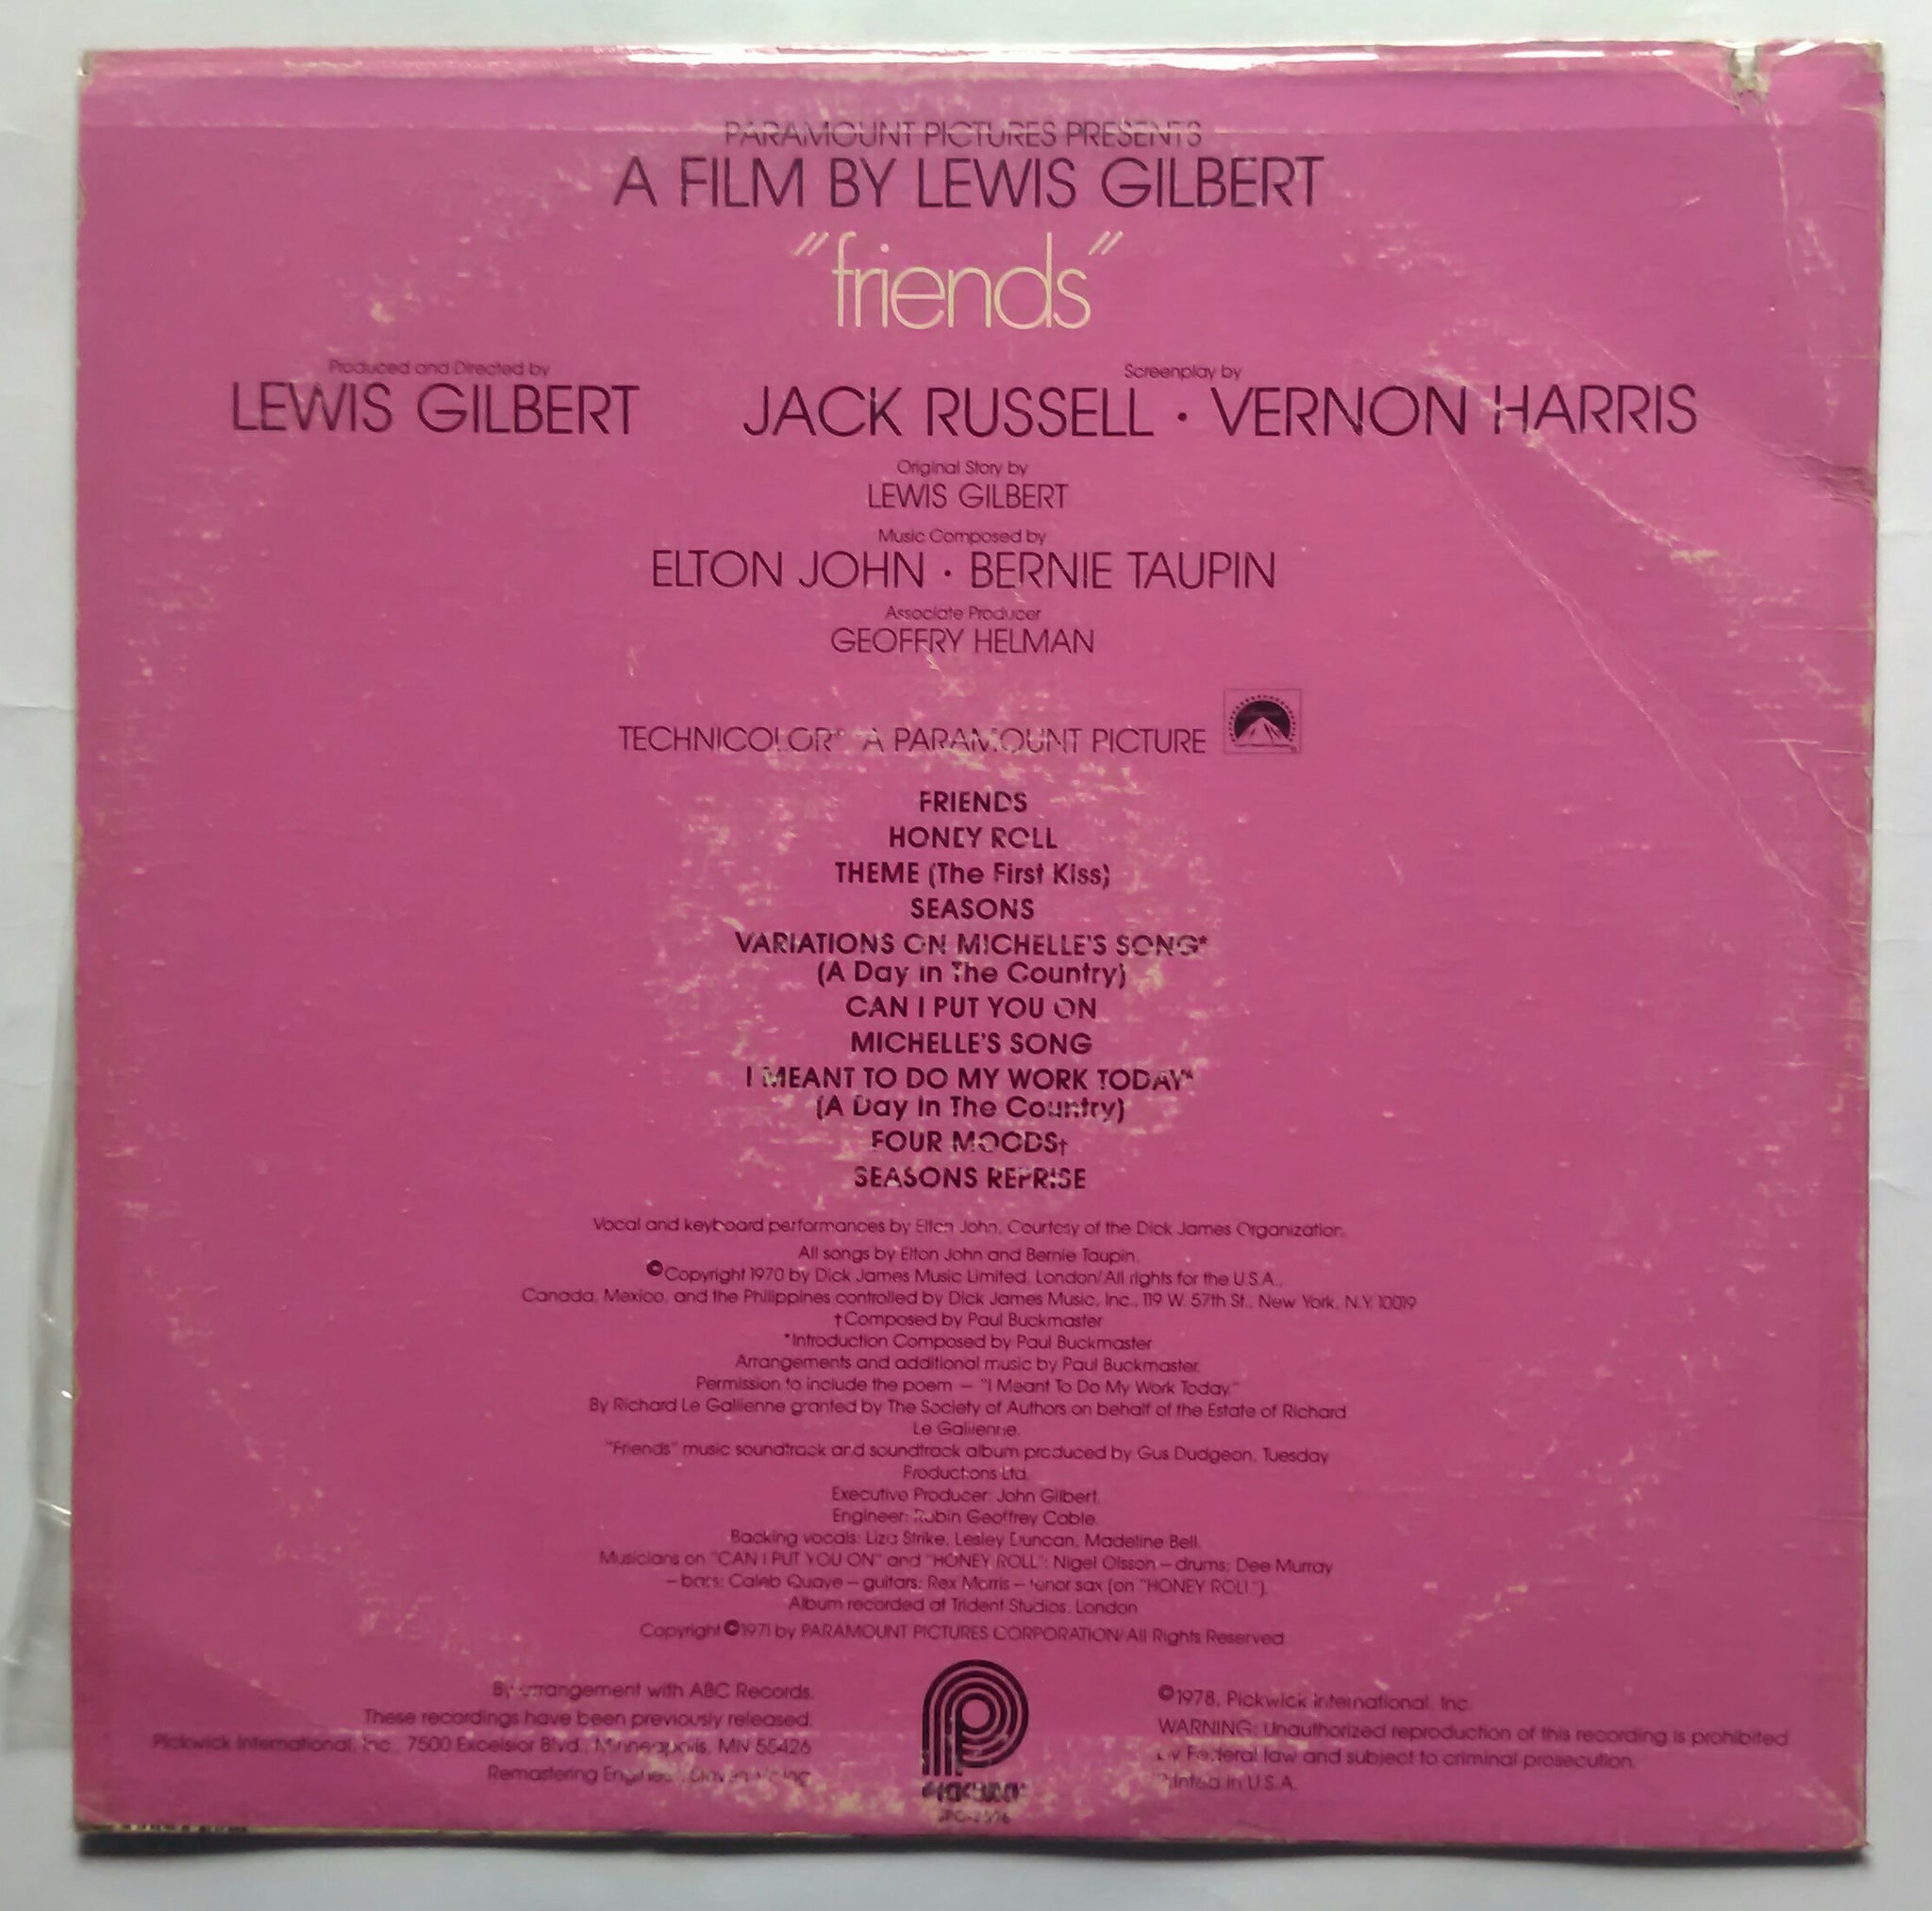 PARAMOUNT PICTURES PRESENTS
A FILM BY LEWIS GILBERT
"friends"
Produced and Directed by
LEWIS GILBERT
Screenplay by
JACK RUSSELL • VERNON HARRIS
Original Story by
LEWIS GILBERT
Music Composed by
ELTON JOHN • BERNIE TAUPIN
Associate Producer
GEOFFRY HELMAN
TECHNICOLOR® A PARAMOUNT PICTURE
FRIENDS
HONEY ROLL
THEME (The First Kiss)
SEASONS
VARIATIONS ON MICHELLE'S SONG*
(A Day in The Country)
CAN I PUT YOU ON
MICHELLE'S SONG
I MEANT TO DO MY WORK TODAY*
(A Day In The Country)
FOUR MOODS†
SEASONS REPRISE
Vocal and keyboard performances by Elton John, Courtesy of the Dick James Organization.
All songs by Elton John and Bernie Taupin.
©Copyright 1970 by Dick James Music Limited, London/All rights for the U.S.A.,
Canada, Mexico, and the Philippines controlled by Dick James Music, Inc., 119 W. 57th St., New York, N.Y. 10019
†Composed by Paul Buckmaster
*Introduction Composed by Paul Buckmaster
Arrangements and additional music by Paul Buckmaster.
Permission to include the poem — "I Meant To Do My Work Today."
By Richard Le Gallienne granted by The Society of Authors on behalf of the Estate of Richard
Le Gallienne.
"Friends" music soundtrack and soundtrack album produced by Gus Dudgeon, Tuesday
Productions Ltd.
Executive Producer: John Gilbert.
Engineer: Robin Geoffrey Cable.
Backing vocals: Liza Strike, Lesley Duncan, Madeline Bell.
Musicians on "CAN I PUT YOU ON" and "HONEY ROLL": Nigel Olsson — drums; Dee Murray
— bass; Caleb Quaye — guitars; Rex Morris — tenor sax (on "HONEY ROLL").
Album recorded at Trident Studios, London
Copyright ©1971 by PARAMOUNT PICTURES CORPORATION/All Rights Reserved
By arrangement with ABC Records.
These recordings have been previously released.
Pickwick International, Inc., 7500 Excelsior Blvd., Minneapolis, MN 55426
Remastering Engineer:
PICKWICK
©1978, Pickwick International, Inc.
WARNING: Unauthorized reproduction of this recording is prohibited
by Federal law and subject to criminal prosecution.
Printed in U.S.A.